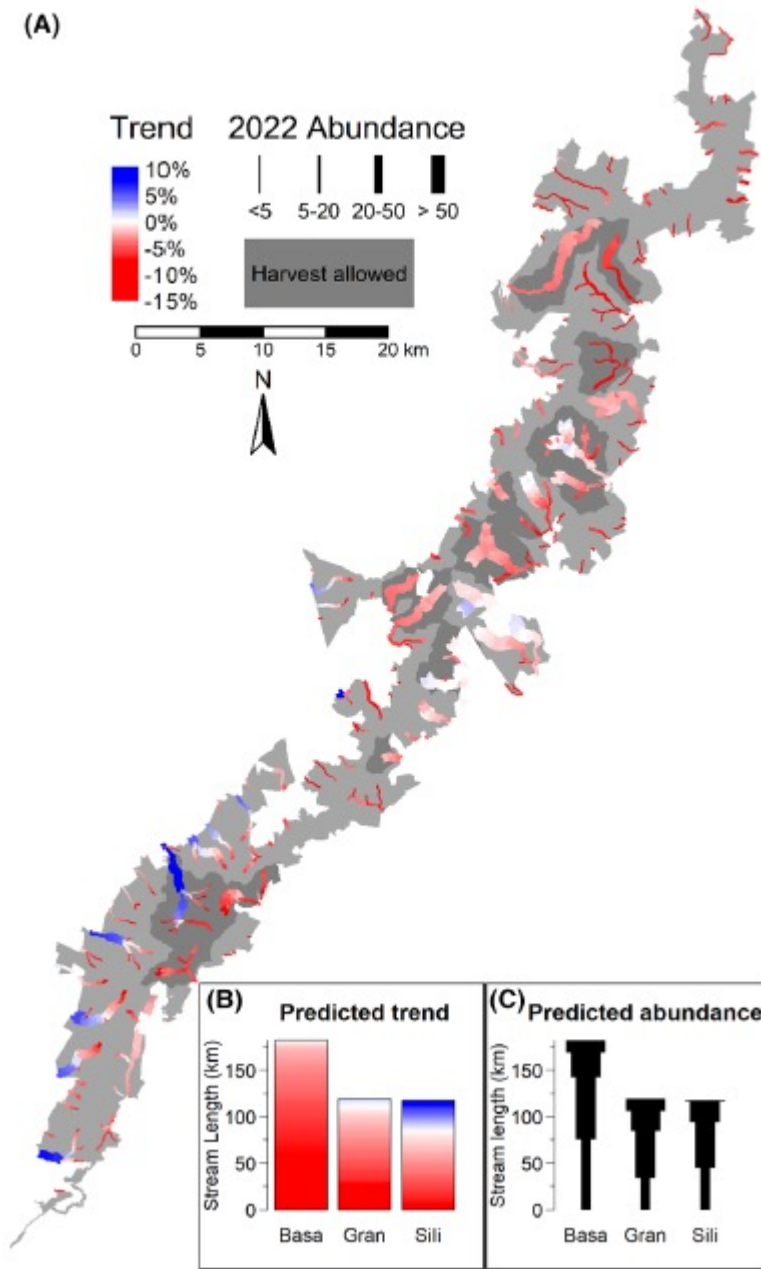 (A)
Trend
2022 Abundance
10%
5%
0%
-5%
-10%
-15%
<5 5-20 20-50 > 50
Harvest allowed
0 5 10 15 20 km
N
(B) Predicted trend
Stream Length (km)
150
100
50
0
Basa Gran Sili
(C) Predicted abundance
Stream length (km)
150
100
50
0
Basa Gran Sili